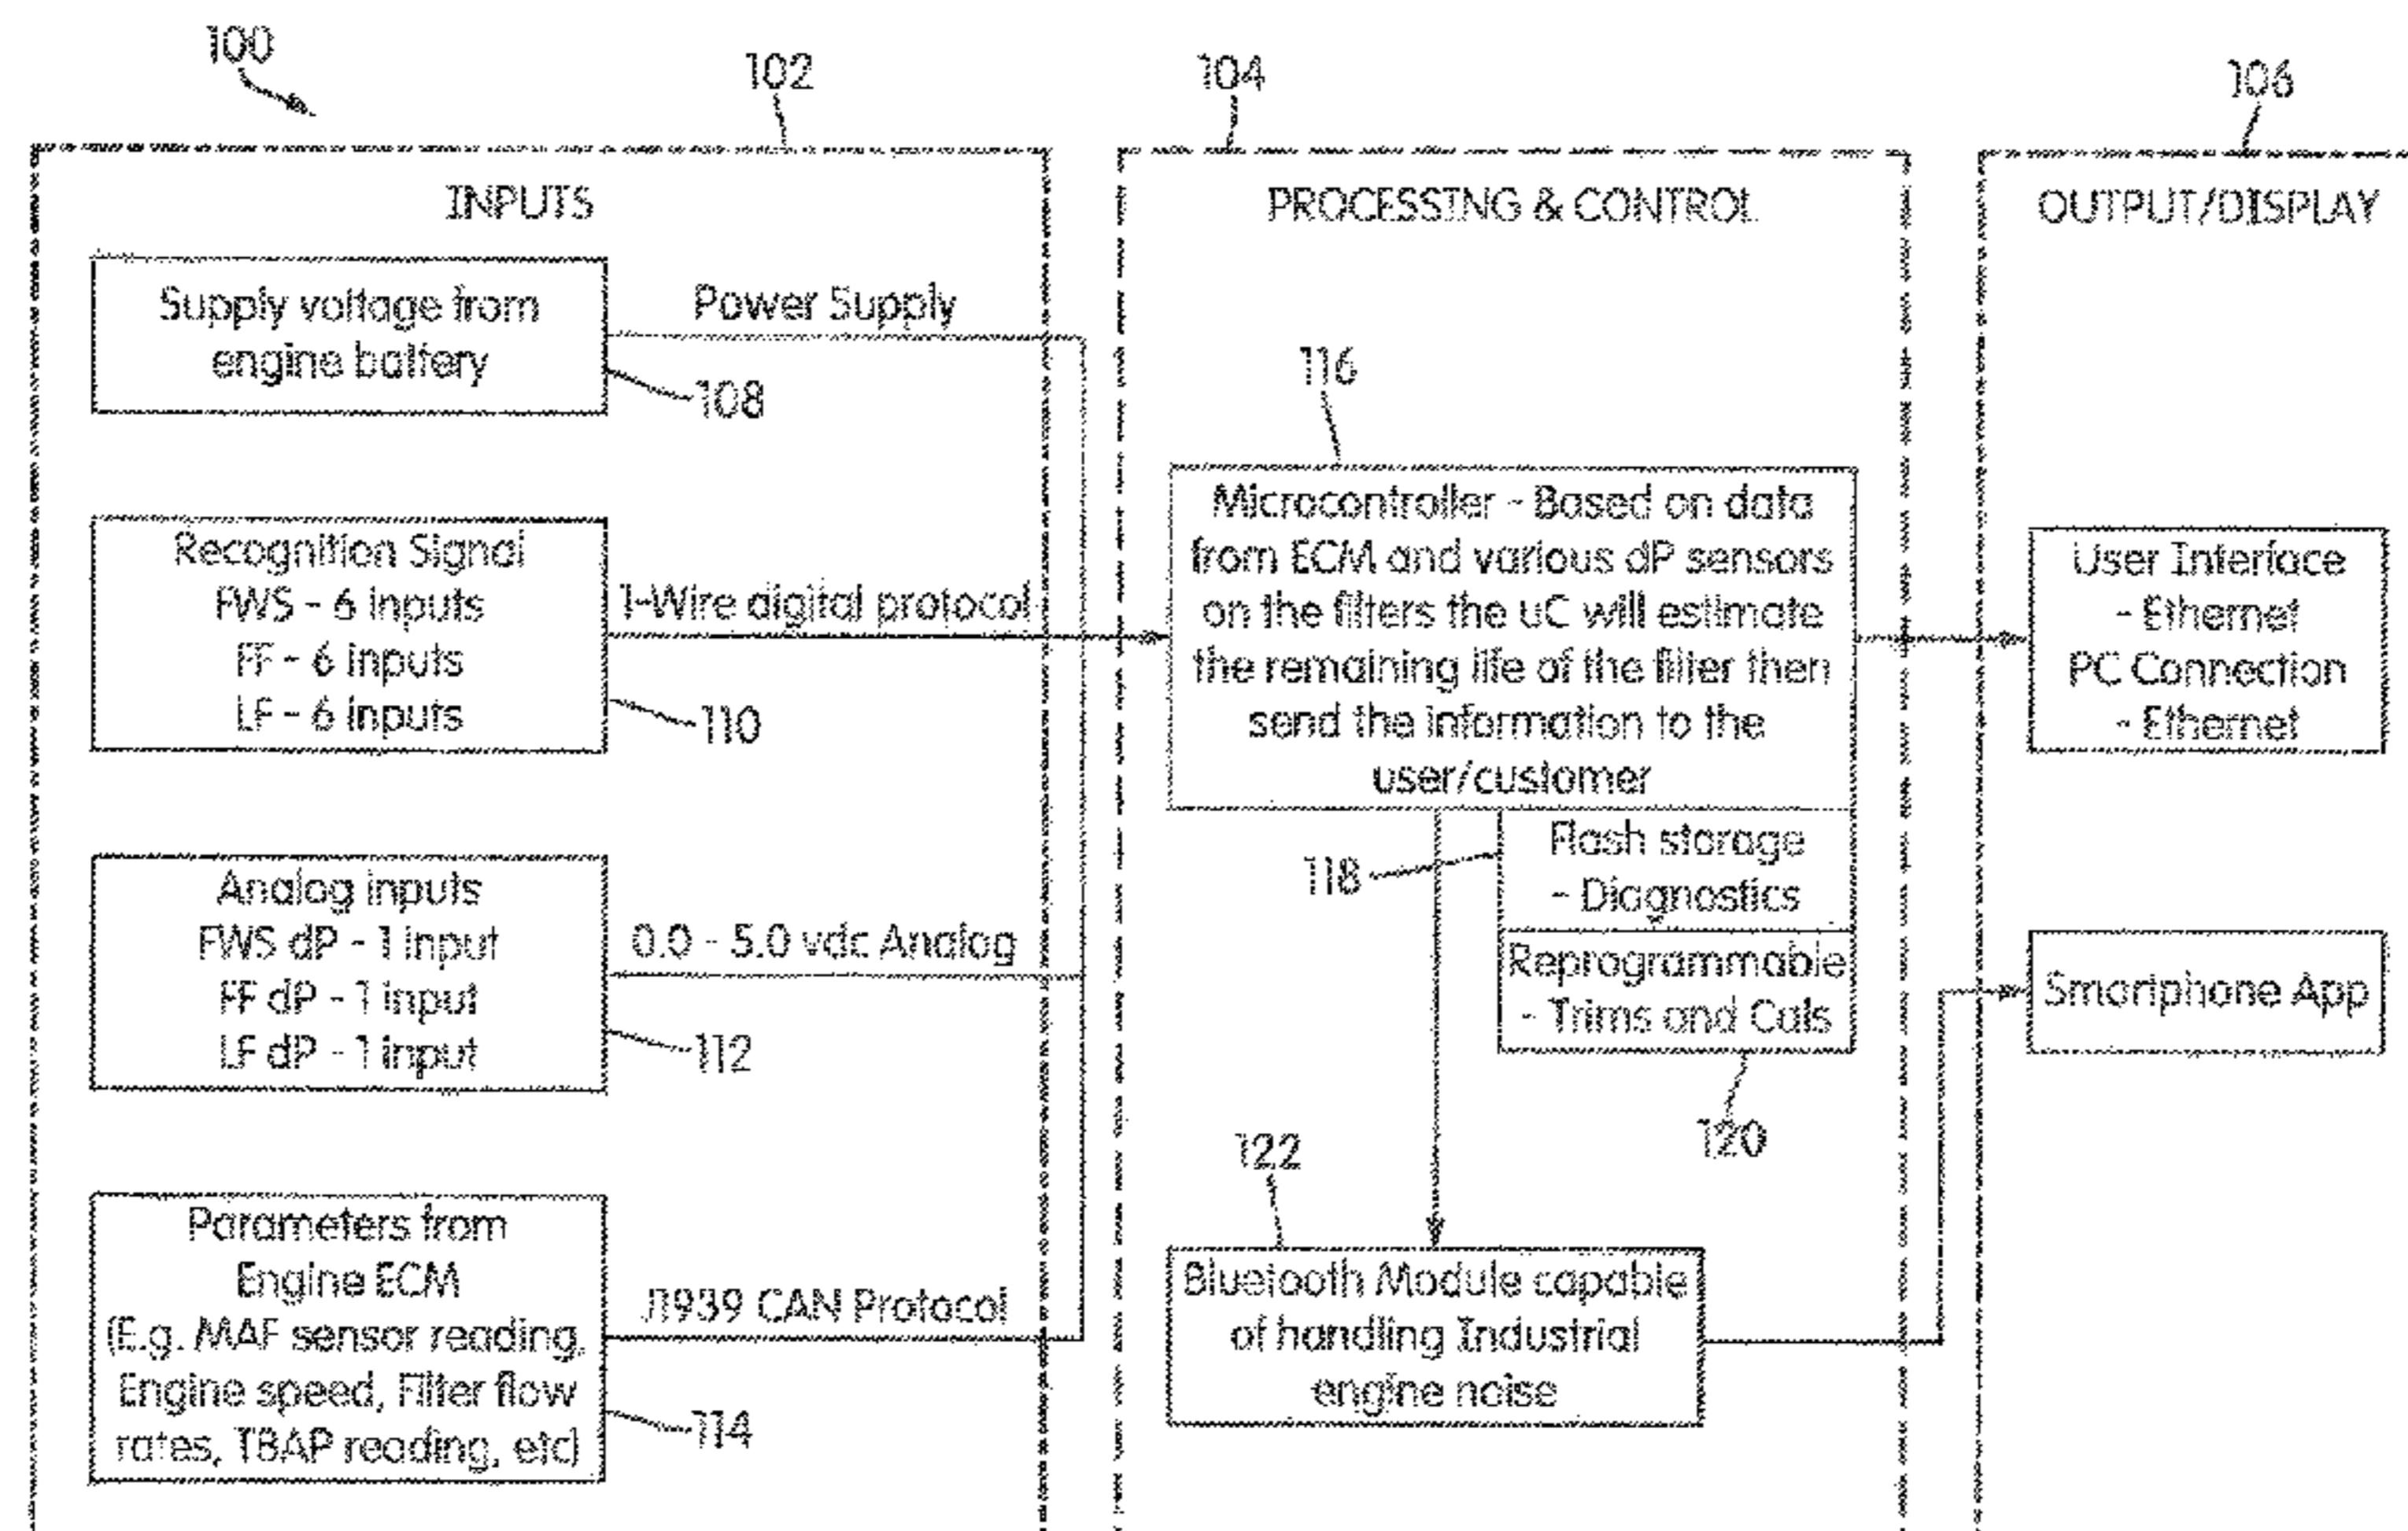 100
102
104
106
INPUTS
Supply voltage from
engine battery
Power Supply
108
Recognition Signal
FWS - 6 inputs
FF - 6 inputs
LF - 6 inputs
1-Wire digital protocol
110
Analog inputs
FWS dP - 1 input
FF dP - 1 input
LF dP - 1 input
0.0 - 5.0 vdc Analog
112
Parameters from
Engine ECM
(E.g. MAF sensor reading,
Engine speed, Filter flow
rates, TBAP reading, etc)
J1939 CAN Protocol
114
PROCESSING & CONTROL
116
Microcontroller - Based on data
from ECM and various dP sensors
on the filters the uC will estimate
the remaining life of the filter then
send the information to the
user/customer
118
Flash storage
- Diagnostics
Reprogrammable
- Trims and Cals
120
122
Bluetooth Module capable
of handling Industrial
engine noise
OUTPUT/DISPLAY
User Interface
- Ethernet
PC Connection
- Ethernet
Smartphone App